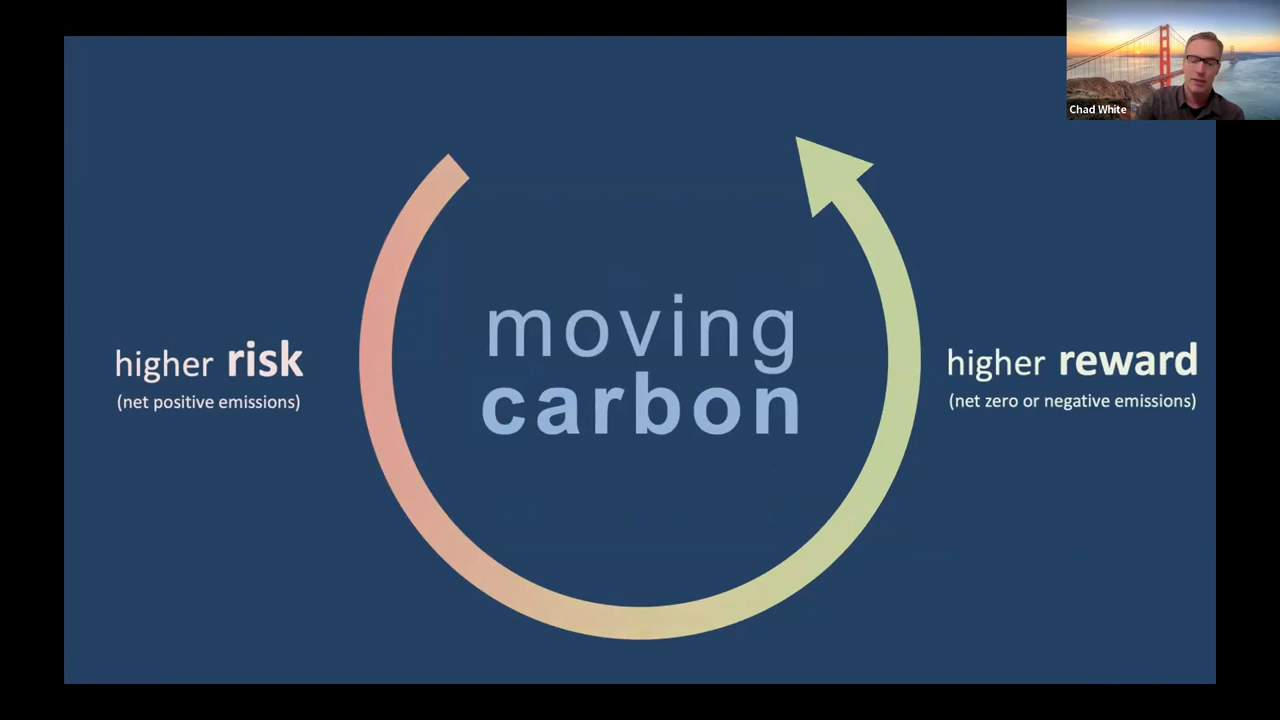 Chad White
moving
carbon
higher risk
(net positive emissions)
higher reward
(net zero or negative emissions)